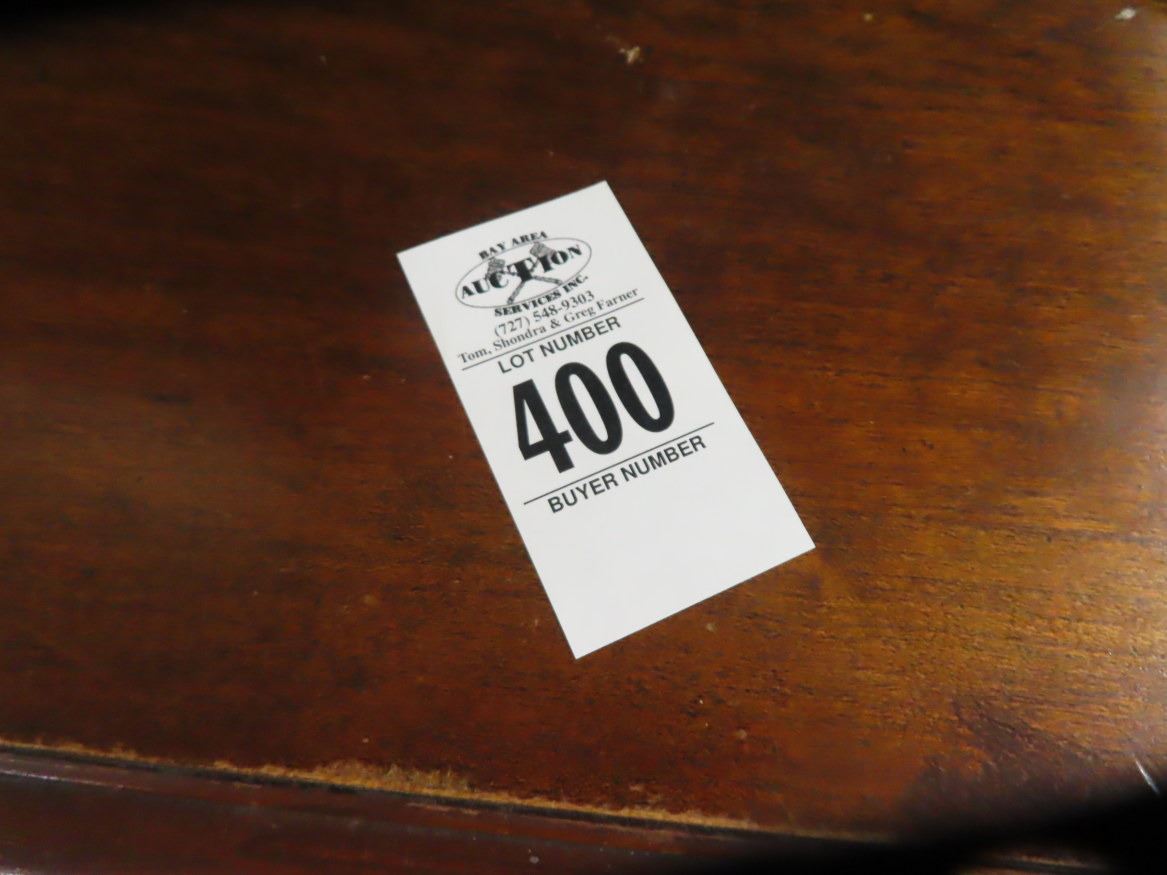 BAY AREA
AUCTION
SERVICES INC.
(727) 548-9303
Tom, Shondra & Greg Farner
LOT NUMBER
400
BUYER NUMBER